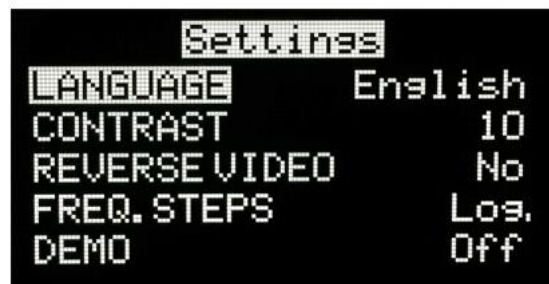 Settings
LANGUAGE English
CONTRAST 10
REVERSE VIDEO No
FREQ. STEPS Log.
DEMO Off